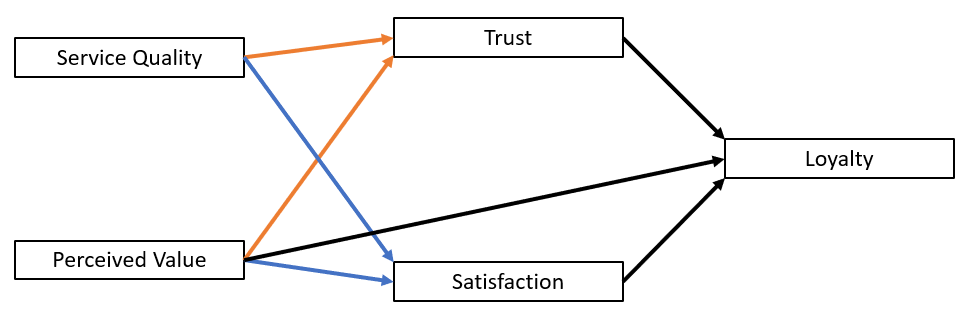 Trust
Service Quality
Loyalty
Perceived Value
Satisfaction